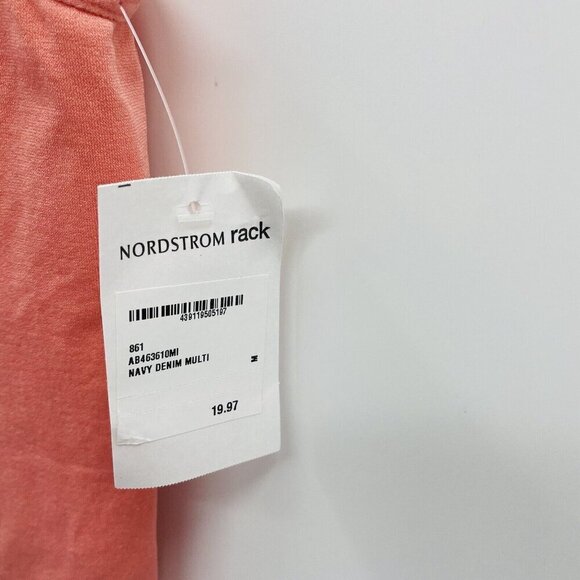 NORDSTROM rack
439119505197
861
AB463610MI
NAVY DENIM MULTI
M
19.97